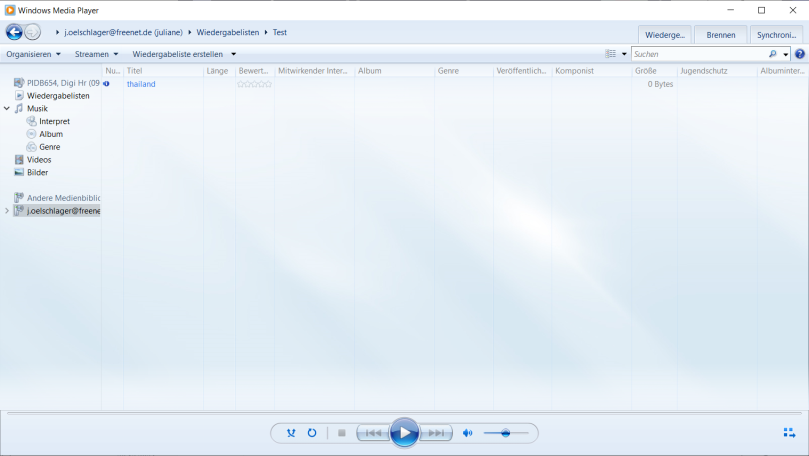 Windows Media Player
j.oelschlager@freenet.de (juliane) Wiedergabelisten Test
Wiederge... Brennen Synchroni...
Organisieren Streamen Wiedergabeliste erstellen Suchen
Nu... Titel Länge Bewert... Mitwirkender Inter... Album Genre Veröffentlich... Komponist Größe Jugendschutz Albuminter...
PIDB654, Digi Hr (09 thailand 0 Bytes
Wiedergabelisten
Musik
Interpret
Album
Genre
Videos
Bilder
Andere Medienbiblic
j.oelschlager@freene